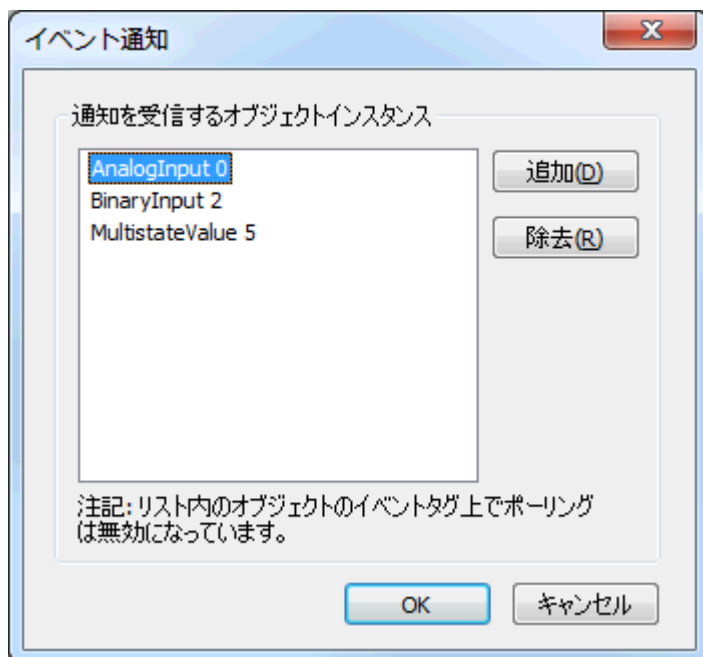 イベント通知
通知を受信するオブジェクトインスタンス
AnalogInput 0
BinaryInput 2
MultistateValue 5
追加(D)
除去(R)
注記: リスト内のオブジェクトのイベントタグ上でポーリング
は無効になっています。
OK
キャンセル